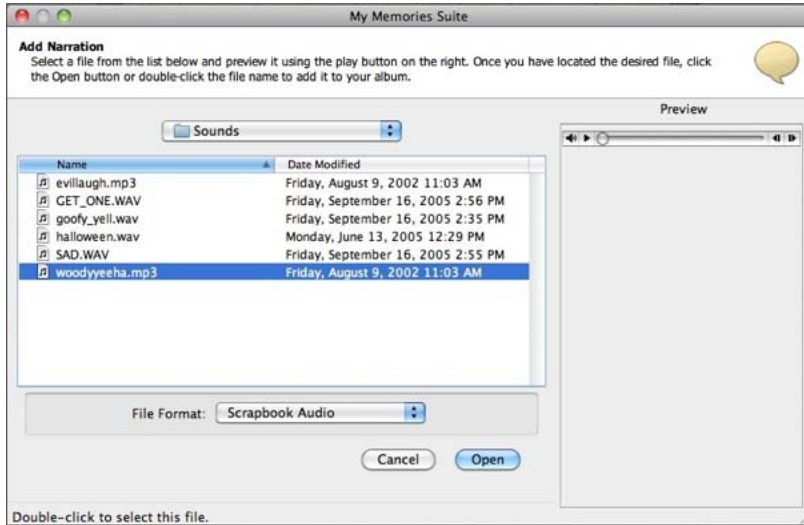 My Memories Suite
Add Narration
Select a file from the list below and preview it using the play button on the right. Once you have located the desired file, click
the Open button or double-click the file name to add it to your album.
Preview
Sounds
Name Date Modified
evillaugh.mp3 Friday, August 9, 2002 11:03 AM
GET_ONE.WAV Friday, September 16, 2005 2:56 PM
goofy_yell.wav Friday, September 16, 2005 2:35 PM
halloween.wav Monday, June 13, 2005 12:29 PM
SAD.WAV Friday, September 16, 2005 2:55 PM
woodyyeeha.mp3 Friday, August 9, 2002 11:03 AM
File Format: Scrapbook Audio
Cancel Open
Double-click to select this file.